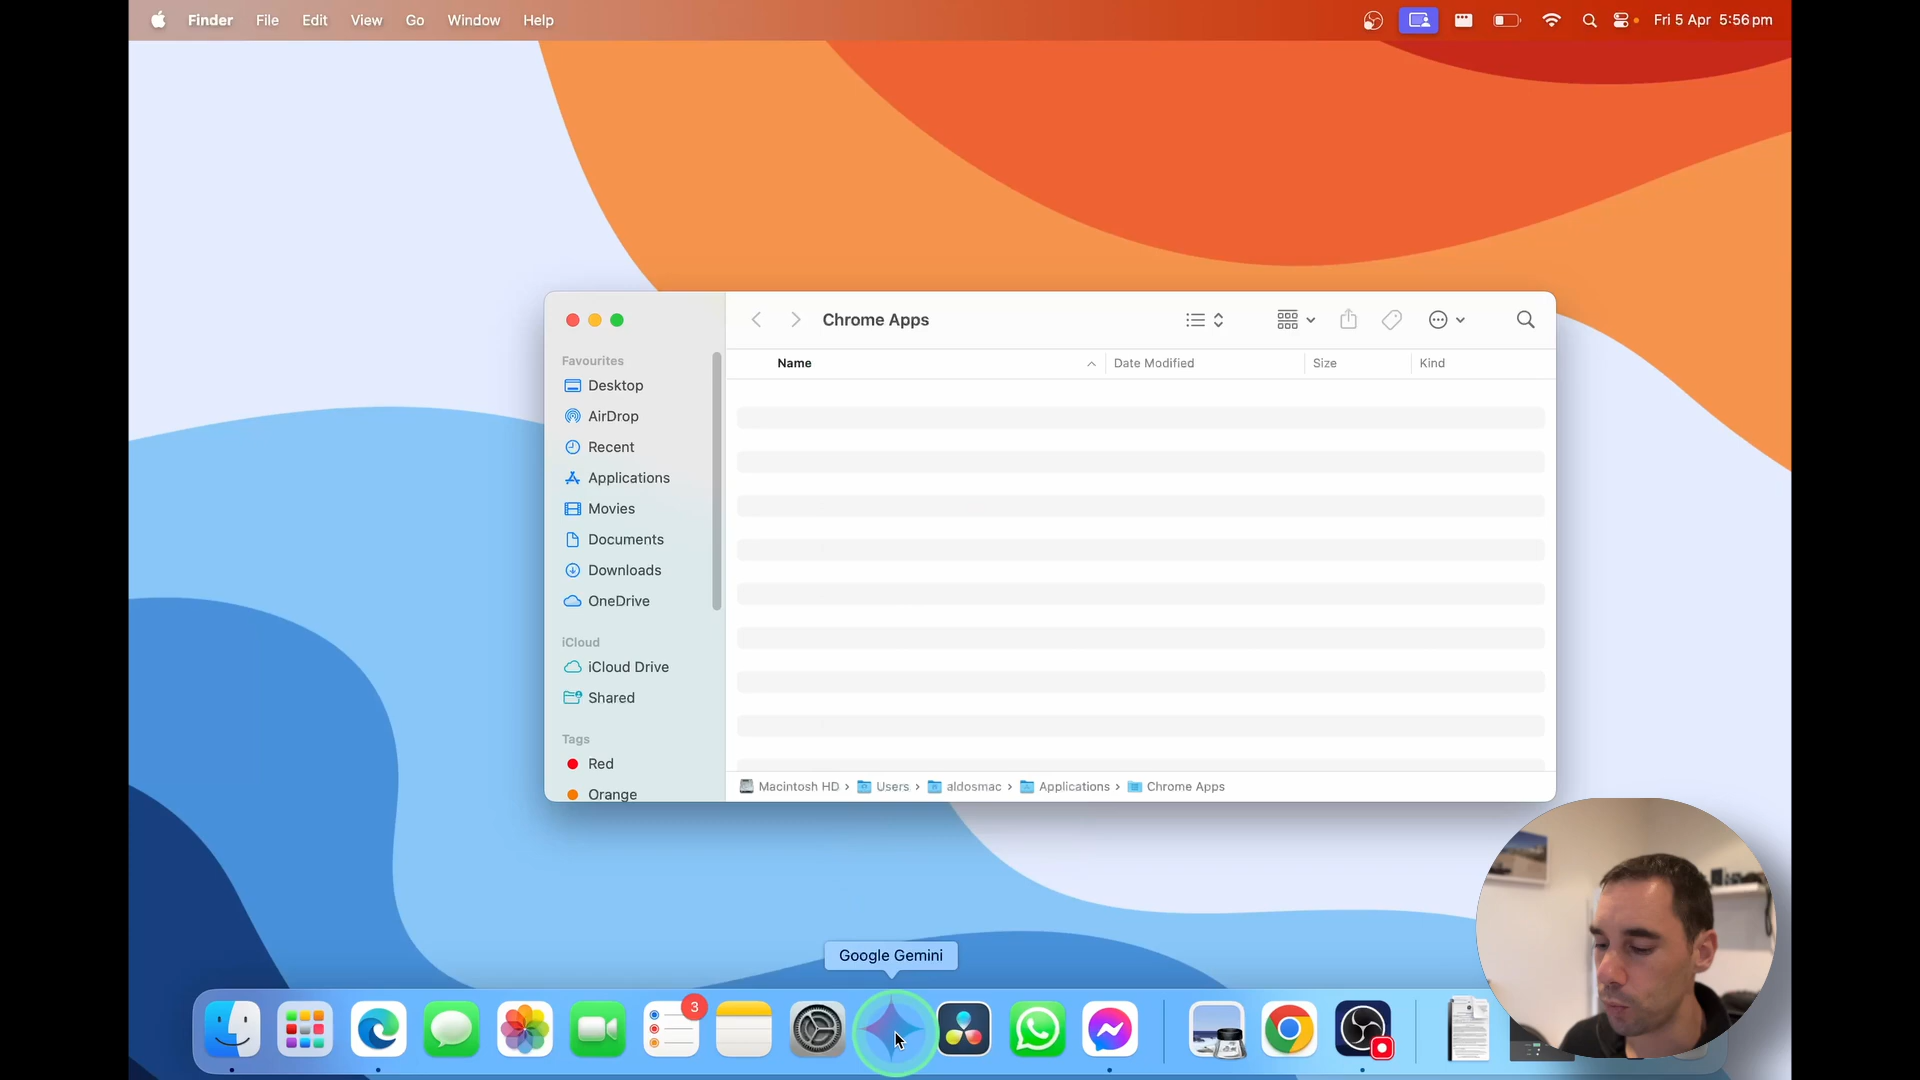 Finder File Edit View Go Window Help Fri 5 Apr 5:56 pm
Chrome Apps
Name Date Modified Size Kind
Favourites
Desktop
AirDrop
Recent
Applications
Movies
Documents
Downloads
OneDrive
iCloud
iCloud Drive
Shared
Tags
Red
Orange
Macintosh HD › Users › aldosmac › Applications › Chrome Apps
Google Gemini
3